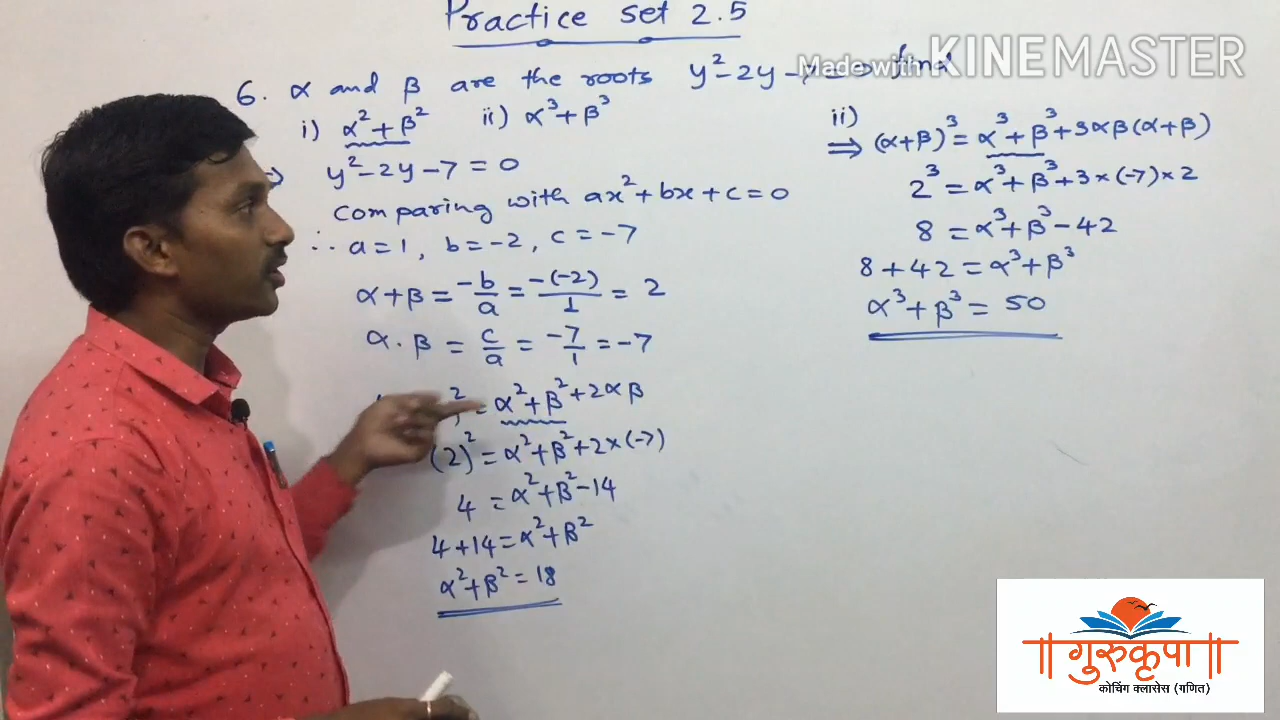 Practice set 2.5
6. α and β are the roots y²-2y-7=0 find
Made with KINEMASTER
i) α²+β² ii) α³+β³
⇒ y²-2y-7=0
Comparing with ax²+bx+c=0
∴ a=1, b=-2, c=-7
α+β = -b/a = -(-2)/1 = 2
α.β = c/a = -7/1 = -7
² = α²+β²+2αβ
(2)² = α²+β²+2×(-7)
4 = α²+β²-14
4+14=α²+β²
α²+β²=18
ii)
⇒ (α+β)³ = α³+β³+3αβ(α+β)
2³ = α³+β³+3×(-7)×2
8 = α³+β³-42
8+42=α³+β³
α³+β³ = 50
॥गुरुकृपा॥
कोचिंग क्लासेस (गणित)